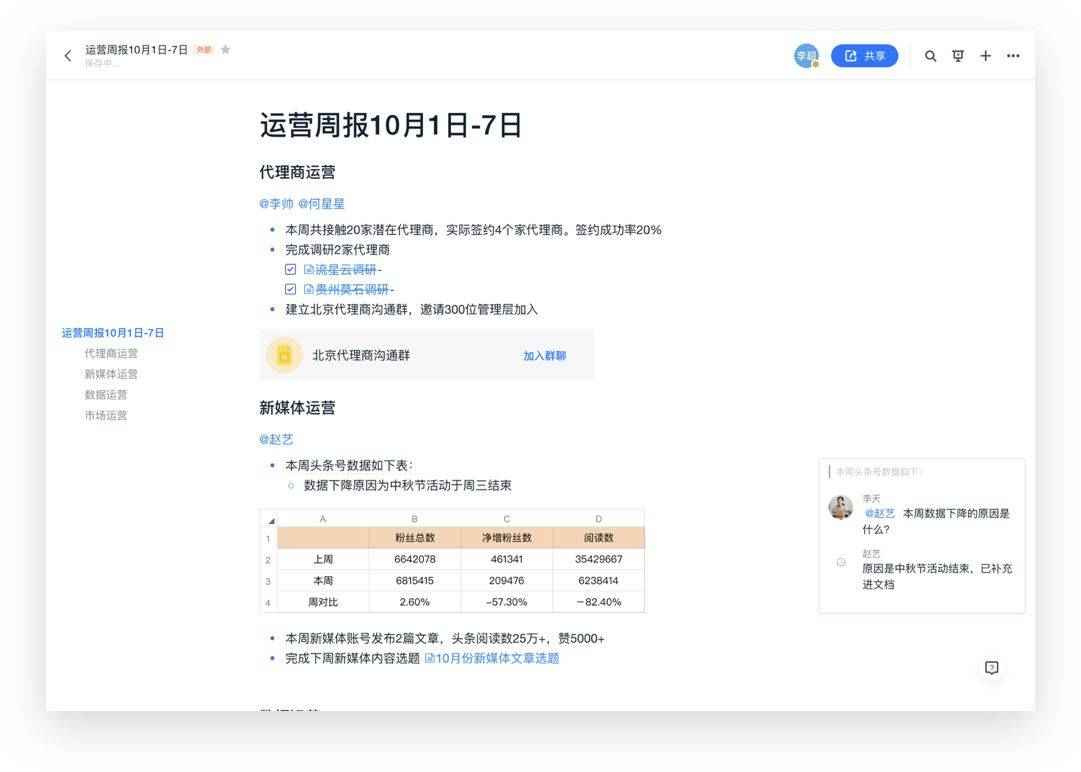 运营周报10月1日-7日 外部
保存中...
李超
共享
运营周报10月1日-7日
代理商运营
@李帅 @何星星
本周共接触20家潜在代理商，实际签约4个家代理商。签约成功率20%
完成调研2家代理商
流星云调研-
贵州莫石调研-
建立北京代理商沟通群，邀请300位管理层加入
北京代理商沟通群 加入群聊
运营周报10月1日-7日
代理商运营
新媒体运营
数据运营
市场运营
新媒体运营
@赵艺
本周头条号数据如下表：
数据下降原因为中秋节活动于周三结束
A B C D
1 粉丝总数 净增粉丝数 阅读数
2 上周 6642078 461341 35429667
3 本周 6815415 209476 6238414
4 周对比 2.60% -57.30% -82.40%
本周新媒体账号发布2篇文章，头条阅读数25万+，赞5000+
完成下周新媒体内容选题 10月份新媒体文章选题
本周头条号数据如下：
李天
@赵艺 本周数据下降的原因是
什么？
赵艺
原因是中秋节活动结束，已补充
进文档